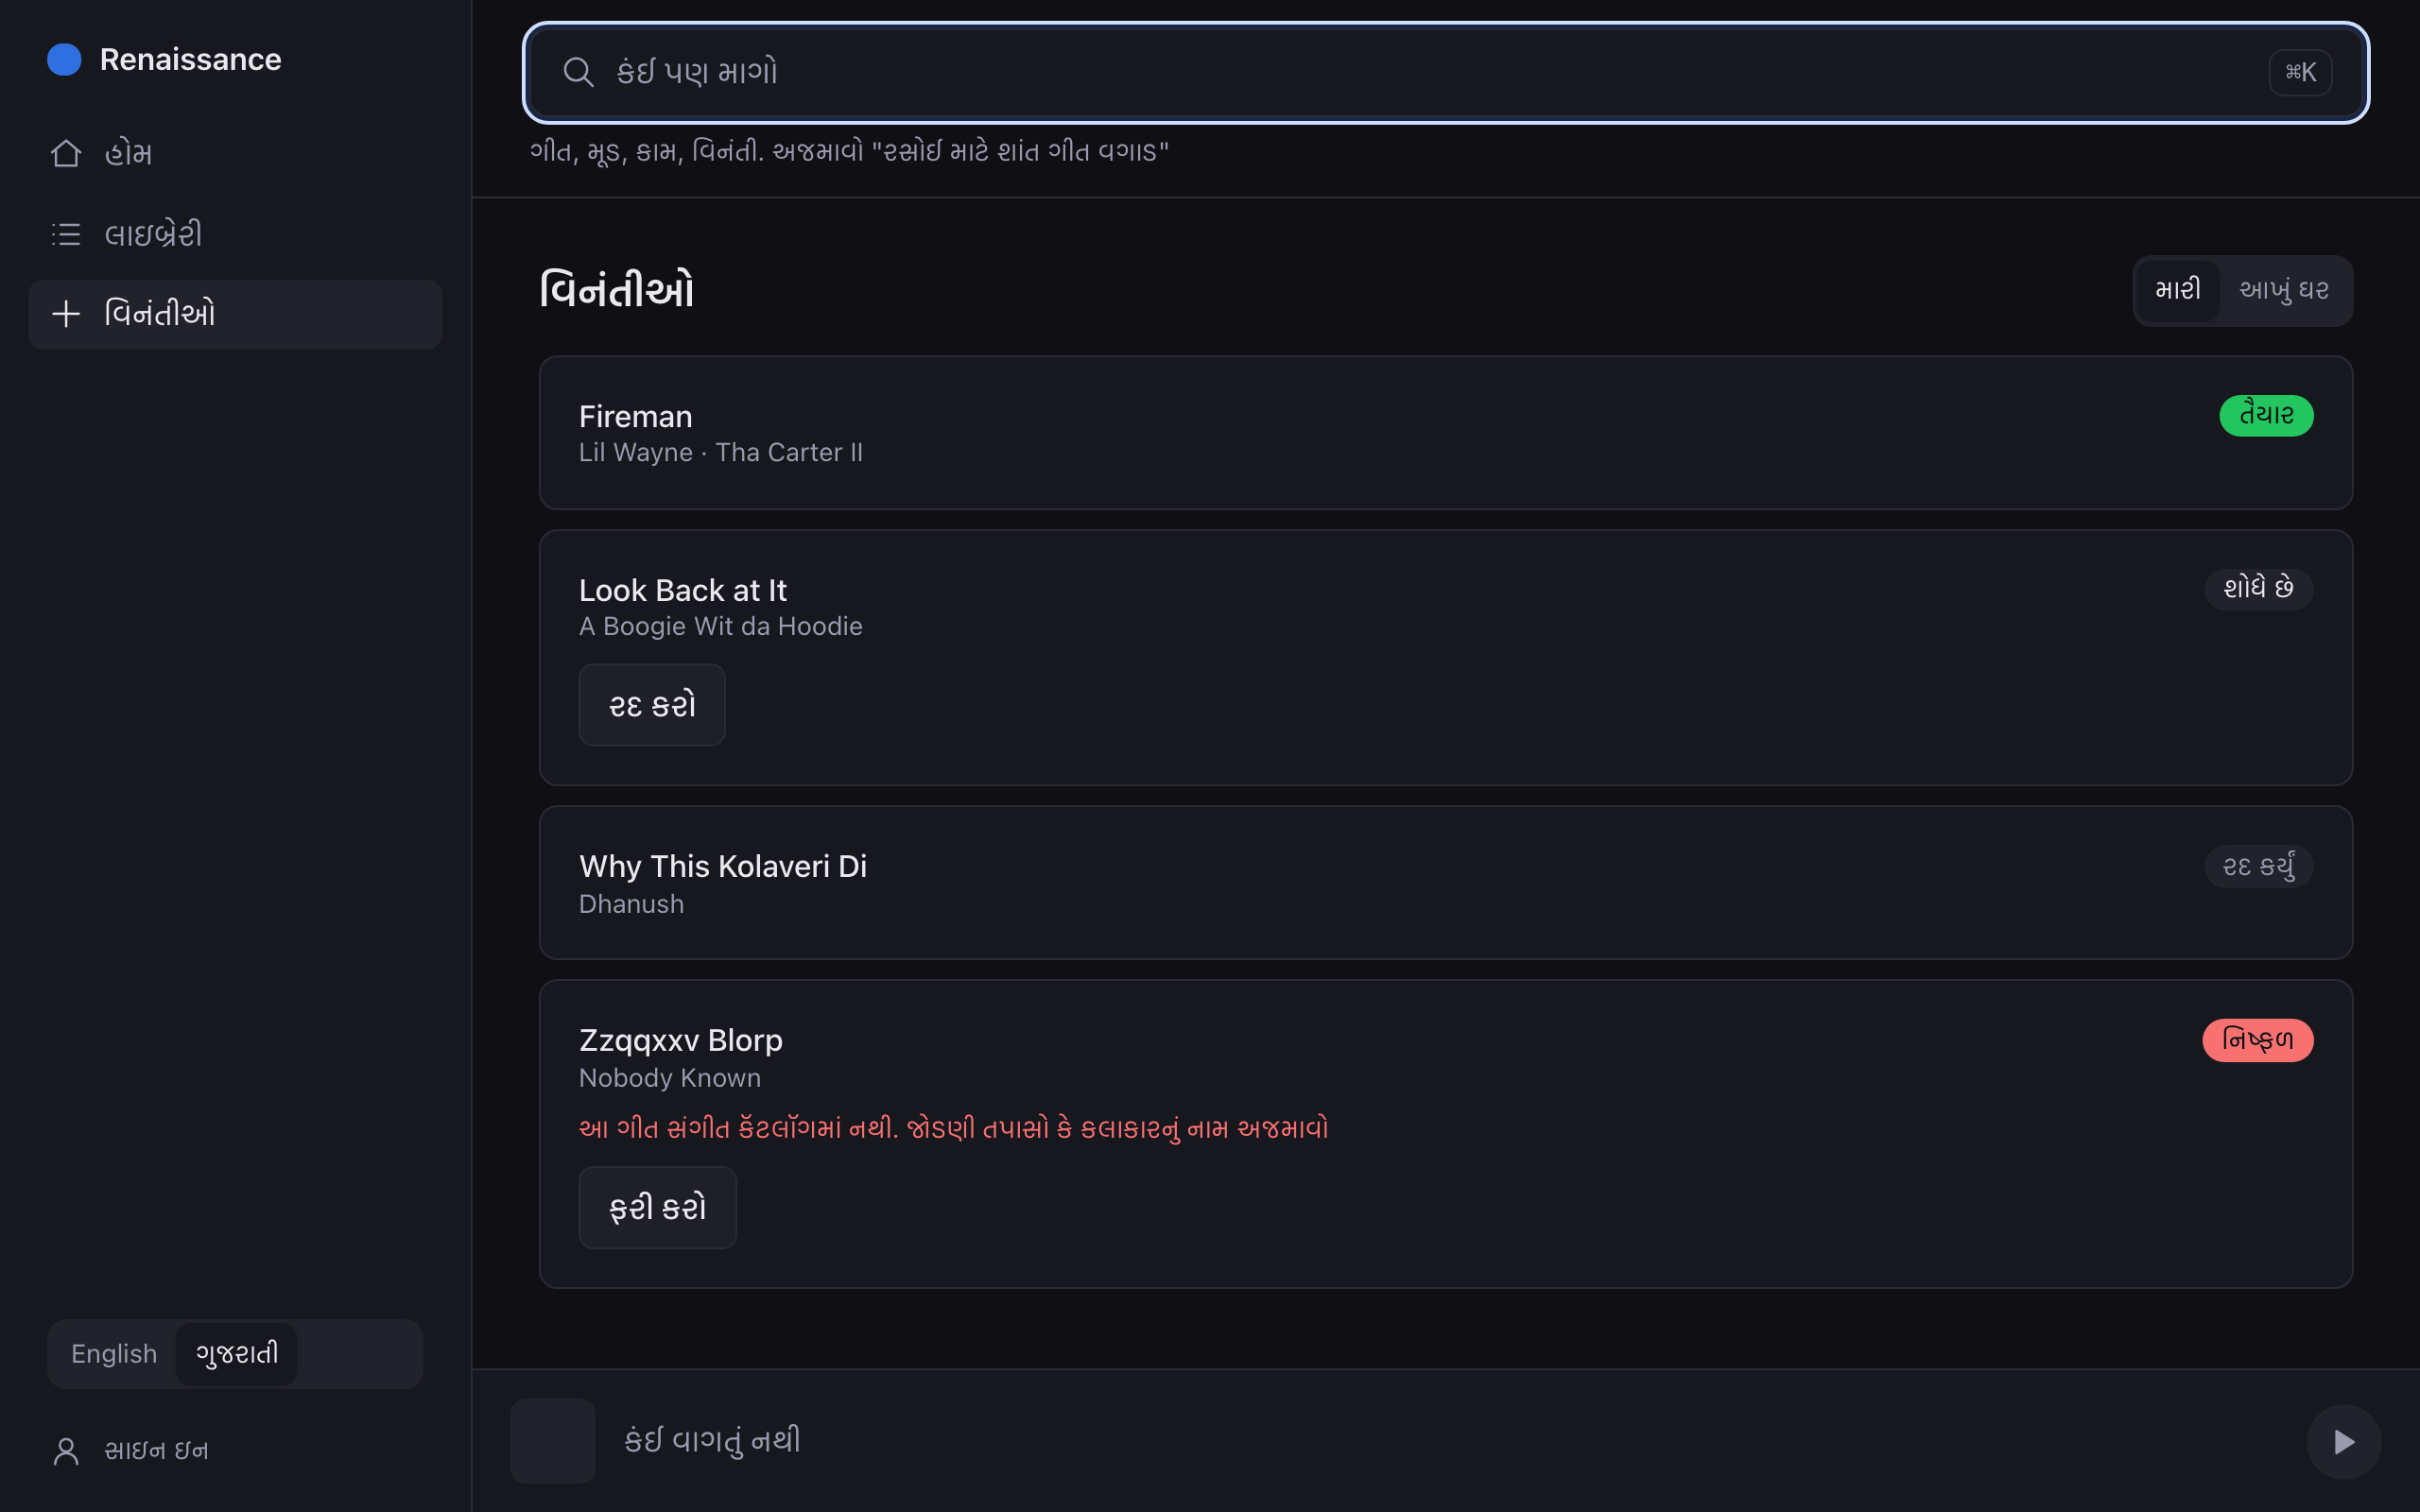 Renaissance
હોમ
લાઇબ્રેરી
વિનંતીઓ
English ગુજરાતી
સાઇન ઇન
કંઈ પણ માગો ⌘K
ગીત, મૂડ, કામ, વિનંતી. અજમાવો "રસોઈ માટે શાંત ગીત વગાડ"
વિનંતીઓ
મારી આખું ઘર
Fireman તૈયાર
Lil Wayne · Tha Carter II
Look Back at It શોધે છે
A Boogie Wit da Hoodie
રદ કરો
Why This Kolaveri Di રદ કર્યું
Dhanush
Zzqqxxv Blorp નિષ્ફળ
Nobody Known
આ ગીત સંગીત કૅટલૉગમાં નથી. જોડણી તપાસો કે કલાકારનું નામ અજમાવો
ફરી કરો
કંઈ વાગતું નથી